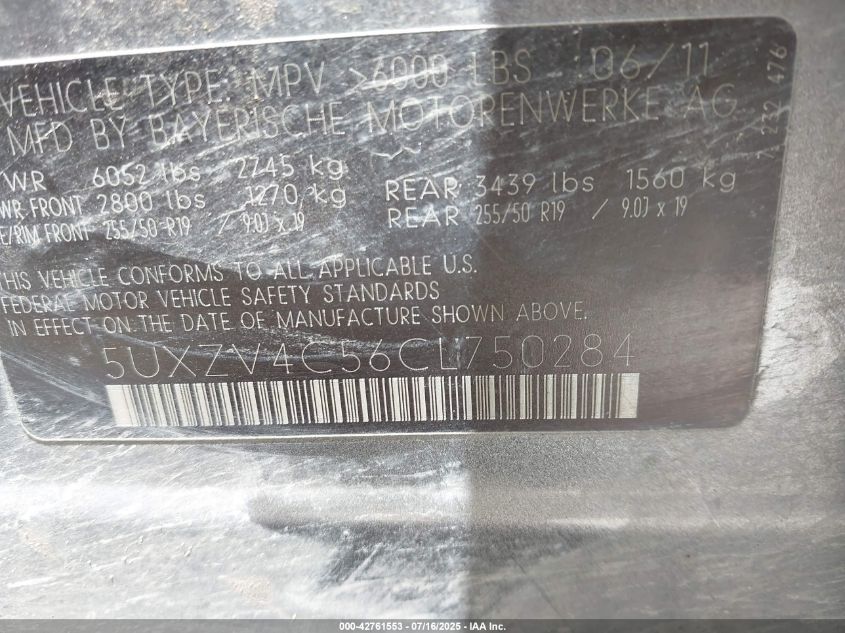 VEHICLE TYPE: MPV >6000 LBS 06/11
MFD BY BAYERISCHE MOTORENWERKE AG
7 232 476
WR 6052 lbs 2745 kg
WR FRONT 2800 lbs 1270 kg REAR 3439 lbs 1560 kg
E/RIM FRONT 255/50 R19 / 9.0J x 19 REAR 255/50 R19 / 9.0J x 19
THIS VEHICLE CONFORMS TO ALL APPLICABLE U.S.
FEDERAL MOTOR VEHICLE SAFETY STANDARDS
IN EFFECT ON THE DATE OF MANUFACTURE SHOWN ABOVE.
5UXZV4C56CL750284
000-42761553 - 07/16/2025 - IAA Inc.